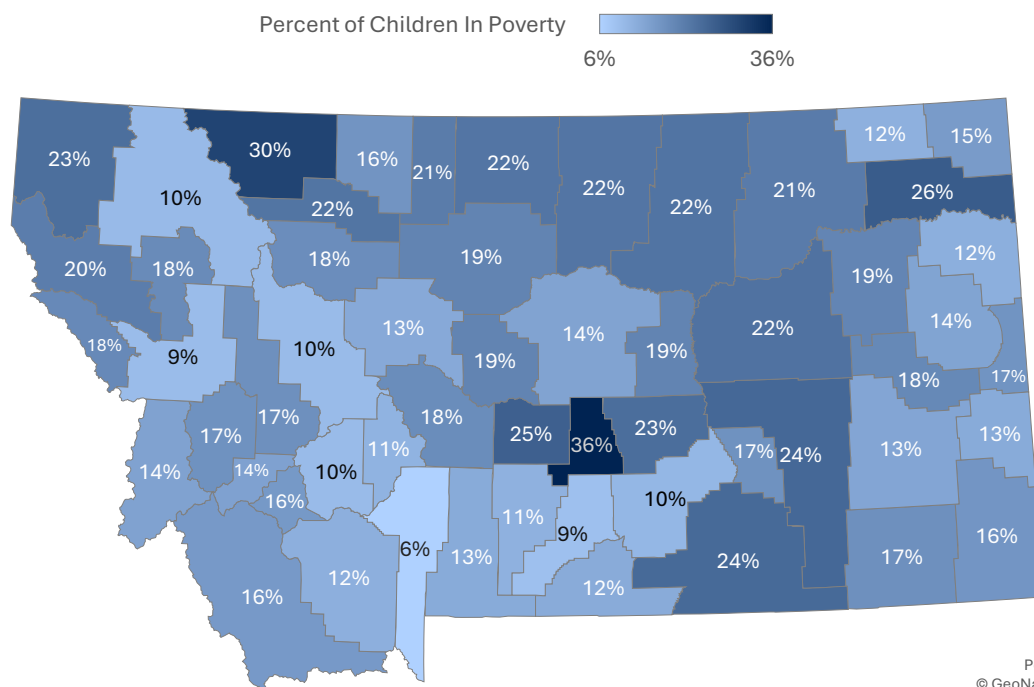 Percent of Children In Poverty
6% 36%
12% 15%
30% 16% 22%
23% 21%
22% 21% 26%
10% 22% 22%
12%
18% 19%
20% 18% 19%
14%
13% 14% 22%
18% 9% 10% 19% 19%
17%
18%
17% 18% 23%
17% 25% 13% 13%
11% 36% 17% 24%
14% 14% 10%
16% 10%
11%
9% 16%
6% 13% 24% 17%
12% 12%
16%
P
© GeoNa